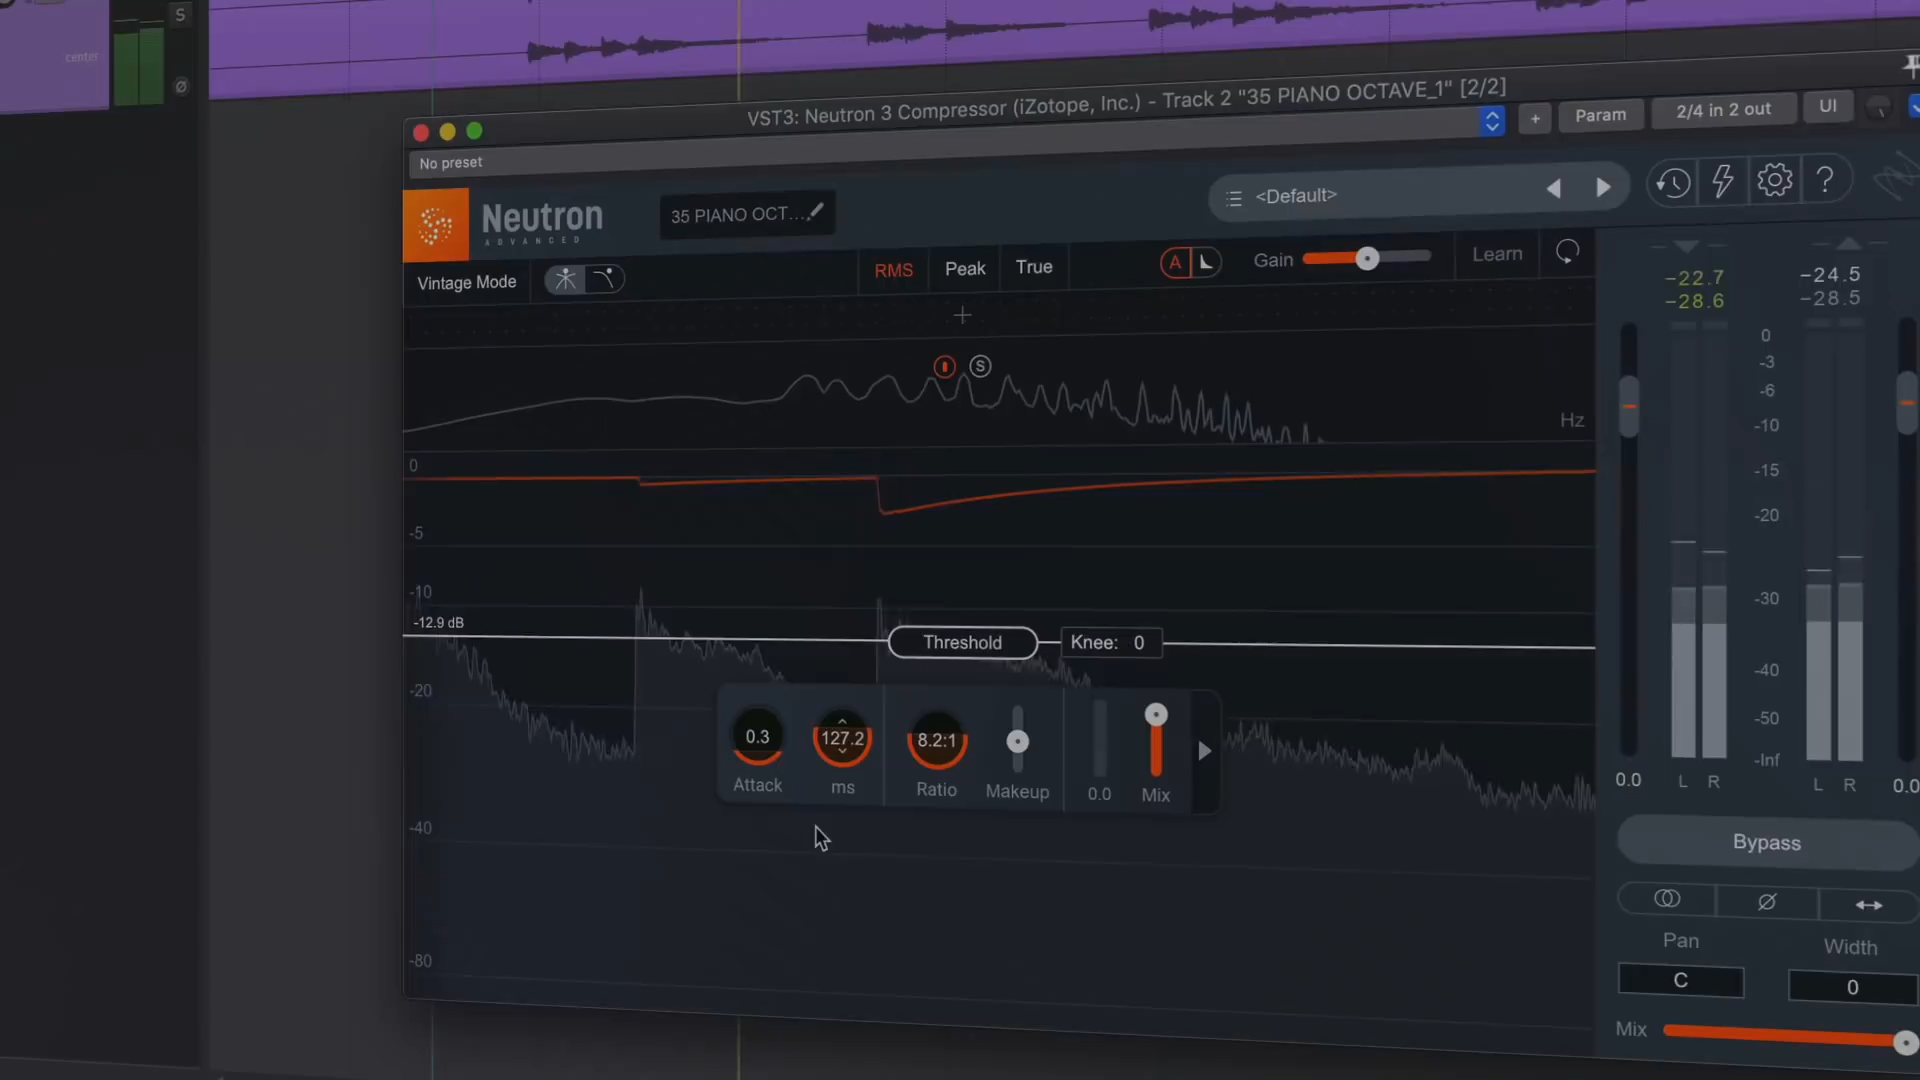 S
center
Ø
VST3: Neutron 3 Compressor (iZotope, Inc.) - Track 2 "35 PIANO OCTAVE_1" [2/2]
No preset
+
Param
2/4 in 2 out
UI
Neutron
ADVANCED
35 PIANO OCT...
<Default>
?
Vintage Mode
RMS
Peak
True
A
Gain
Learn
-22.7
-28.6
-24.5
-28.5
S
Hz
0
-5
-10
-12.9 dB
-20
-40
-80
Threshold
Knee: 0
0.3
127.2
8.2:1
Attack
ms
Ratio
Makeup
0.0
Mix
0
-3
-6
-10
-15
-20
-30
-40
-50
-Inf
0.0
L
R
L
R
0.0
Bypass
Pan
Width
C
0
Mix